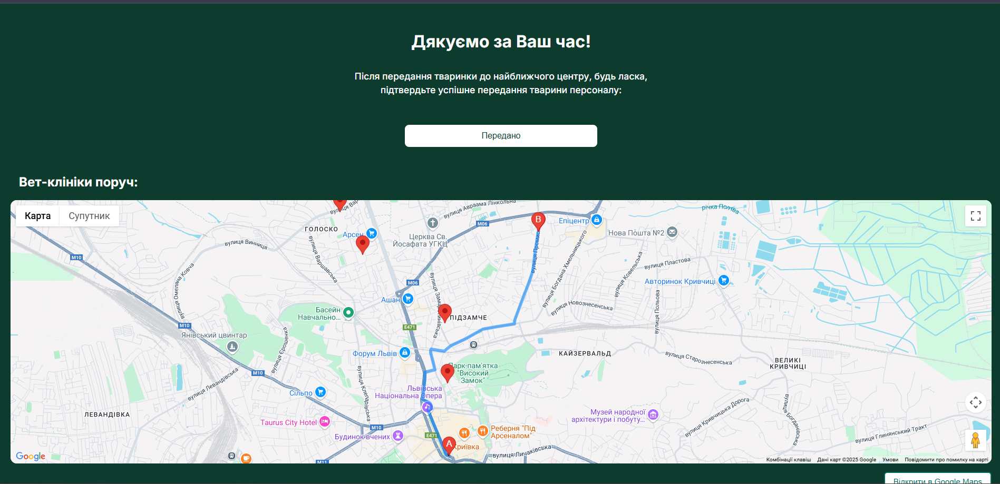 Дякуємо за Ваш час!
Після передання тваринки до найближчого центру, будь ласка,
підтвердьте успішне передання тварини персоналу:
Передано
Вет-клініки поруч:
Карта
Супутник
вулиця Авраама Лінкольна
річка Полтва
ГОЛОСКО
Арсен
M06
B
Епіцентр
Нова Пошта №2
Церква Св.
Йосафата УГКЦ
вулиця Винниця
вулиця Варшавська
M10
вулиця Омеляна Ковча
вулиця Промис
вулиця Богдана Хмельницького
вулиця Ковельська
вулиця Пластова
Авторинок Кривчиці
M06
Ашан
Басейн
Навчально...
вулиця Новознесенська
вулиця Польова
ПІДЗАМЧЕ
M10
E471
Янівський цвинтар
вулиця Єрошенка
Форум Львів
КАЙЗЕРВАЛЬД
вулиця Старознесенська
ВЕЛИКІ
КРИВЧИЦІ
Парк-пам'ятка
"Високий
Замок"
M10
вулиця Левандівська
вулиця Клепарівська
Львівська
Національна Опера
Сільпо
ЛЕВАНДІВКА
Taurus City Hotel
Музей народної
архітектури і побуту...
вулиця Кривчицька Дорога
вулиця Богданівська
M10
Будинок вчених
E471
Реберня "Під
Арсеналом"
A
Криївка
вулиця Личаківська
вулиця Глинянський Тракт
M11
Google
Комбінації клавіш
Дані карт ©2025 Google
Умови
Повідомити про помилку на карті
Відкрити в Google Maps